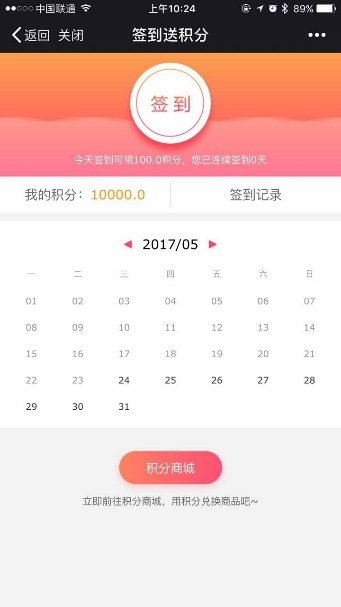 中国联通 上午10:24 89%
返回 关闭 签到送积分
签到
今天签到可领100.0积分，您已连续签到0天
我的积分：10000.0 签到记录
2017/05
一 二 三 四 五 六 日
01 02 03 04 05 06 07
08 09 10 11 12 13 14
15 16 17 18 19 20 21
22 23 24 25 26 27 28
29 30 31
积分商城
立即前往积分商城，用积分兑换商品吧~